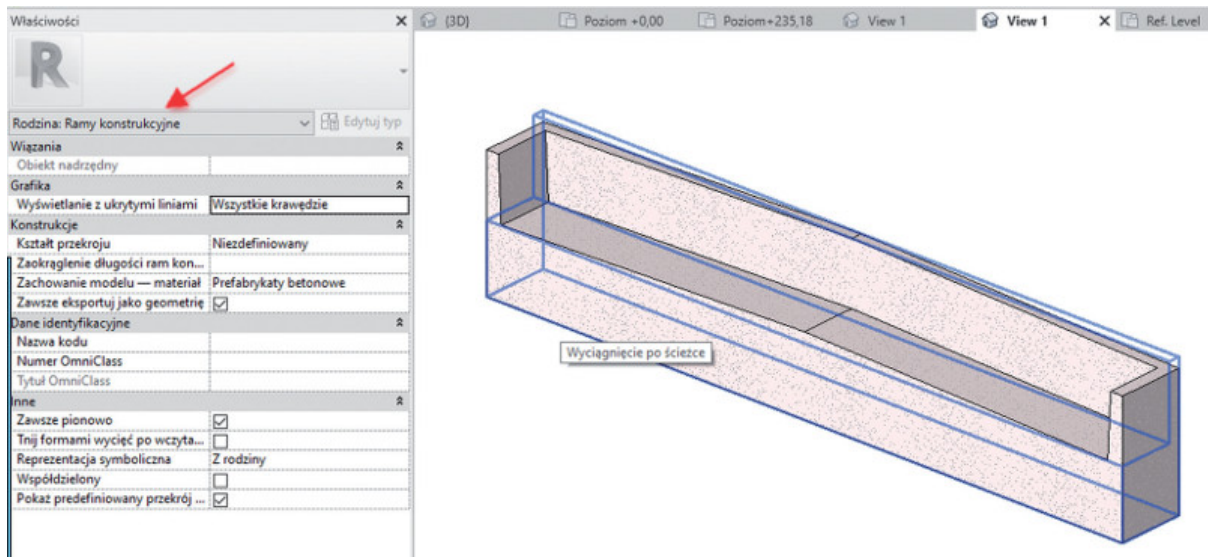 Właściwości
{3D}
Poziom +0,00
Poziom+235,18
View 1
View 1
Ref. Level
R
Rodzina: Ramy konstrukcyjne
Edytuj typ
Wiązania
Obiekt nadrzędny
Grafika
Wyświetlanie z ukrytymi liniami Wszystkie krawędzie
Konstrukcje
Kształt przekroju Niezdefiniowany
Zaokrąglenie długości ram kon...
Zachowanie modelu — materiał Prefabrykaty betonowe
Zawsze eksportuj jako geometrię
Dane identyfikacyjne
Nazwa kodu
Numer OmniClass
Tytuł OmniClass
Inne
Zawsze pionowo
Tnij formami wycięć po wczyta...
Reprezentacja symboliczna Z rodziny
Współdzielony
Pokaż predefiniowany przekrój ...
Wyciągnięcie po ścieżce